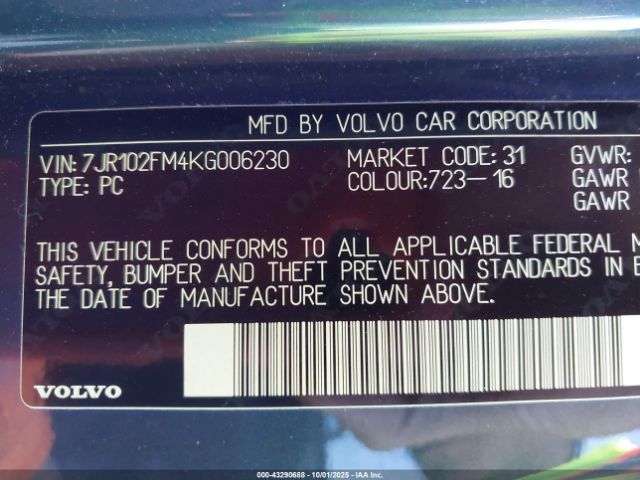 MFD BY VOLVO CAR CORPORATION
VIN: 7JR102FM4KG006230 MARKET CODE: 31 GVWR:
TYPE: PC COLOUR:723-16 GAWR
GAWR
THIS VEHICLE CONFORMS TO ALL APPLICABLE FEDERAL M
SAFETY, BUMPER AND THEFT PREVENTION STANDARDS IN E
THE DATE OF MANUFACTURE SHOWN ABOVE.
VOLVO
000-43290688 10/01/2025 COPART/IAA